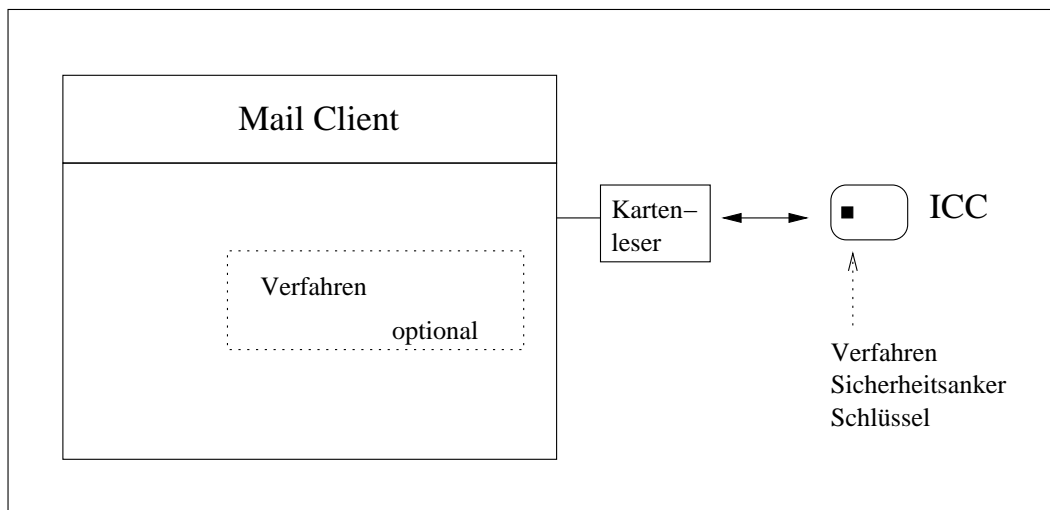 Mail Client
Karten–
leser
ICC
Verfahren
optional
Verfahren
Sicherheitsanker
Schlüssel